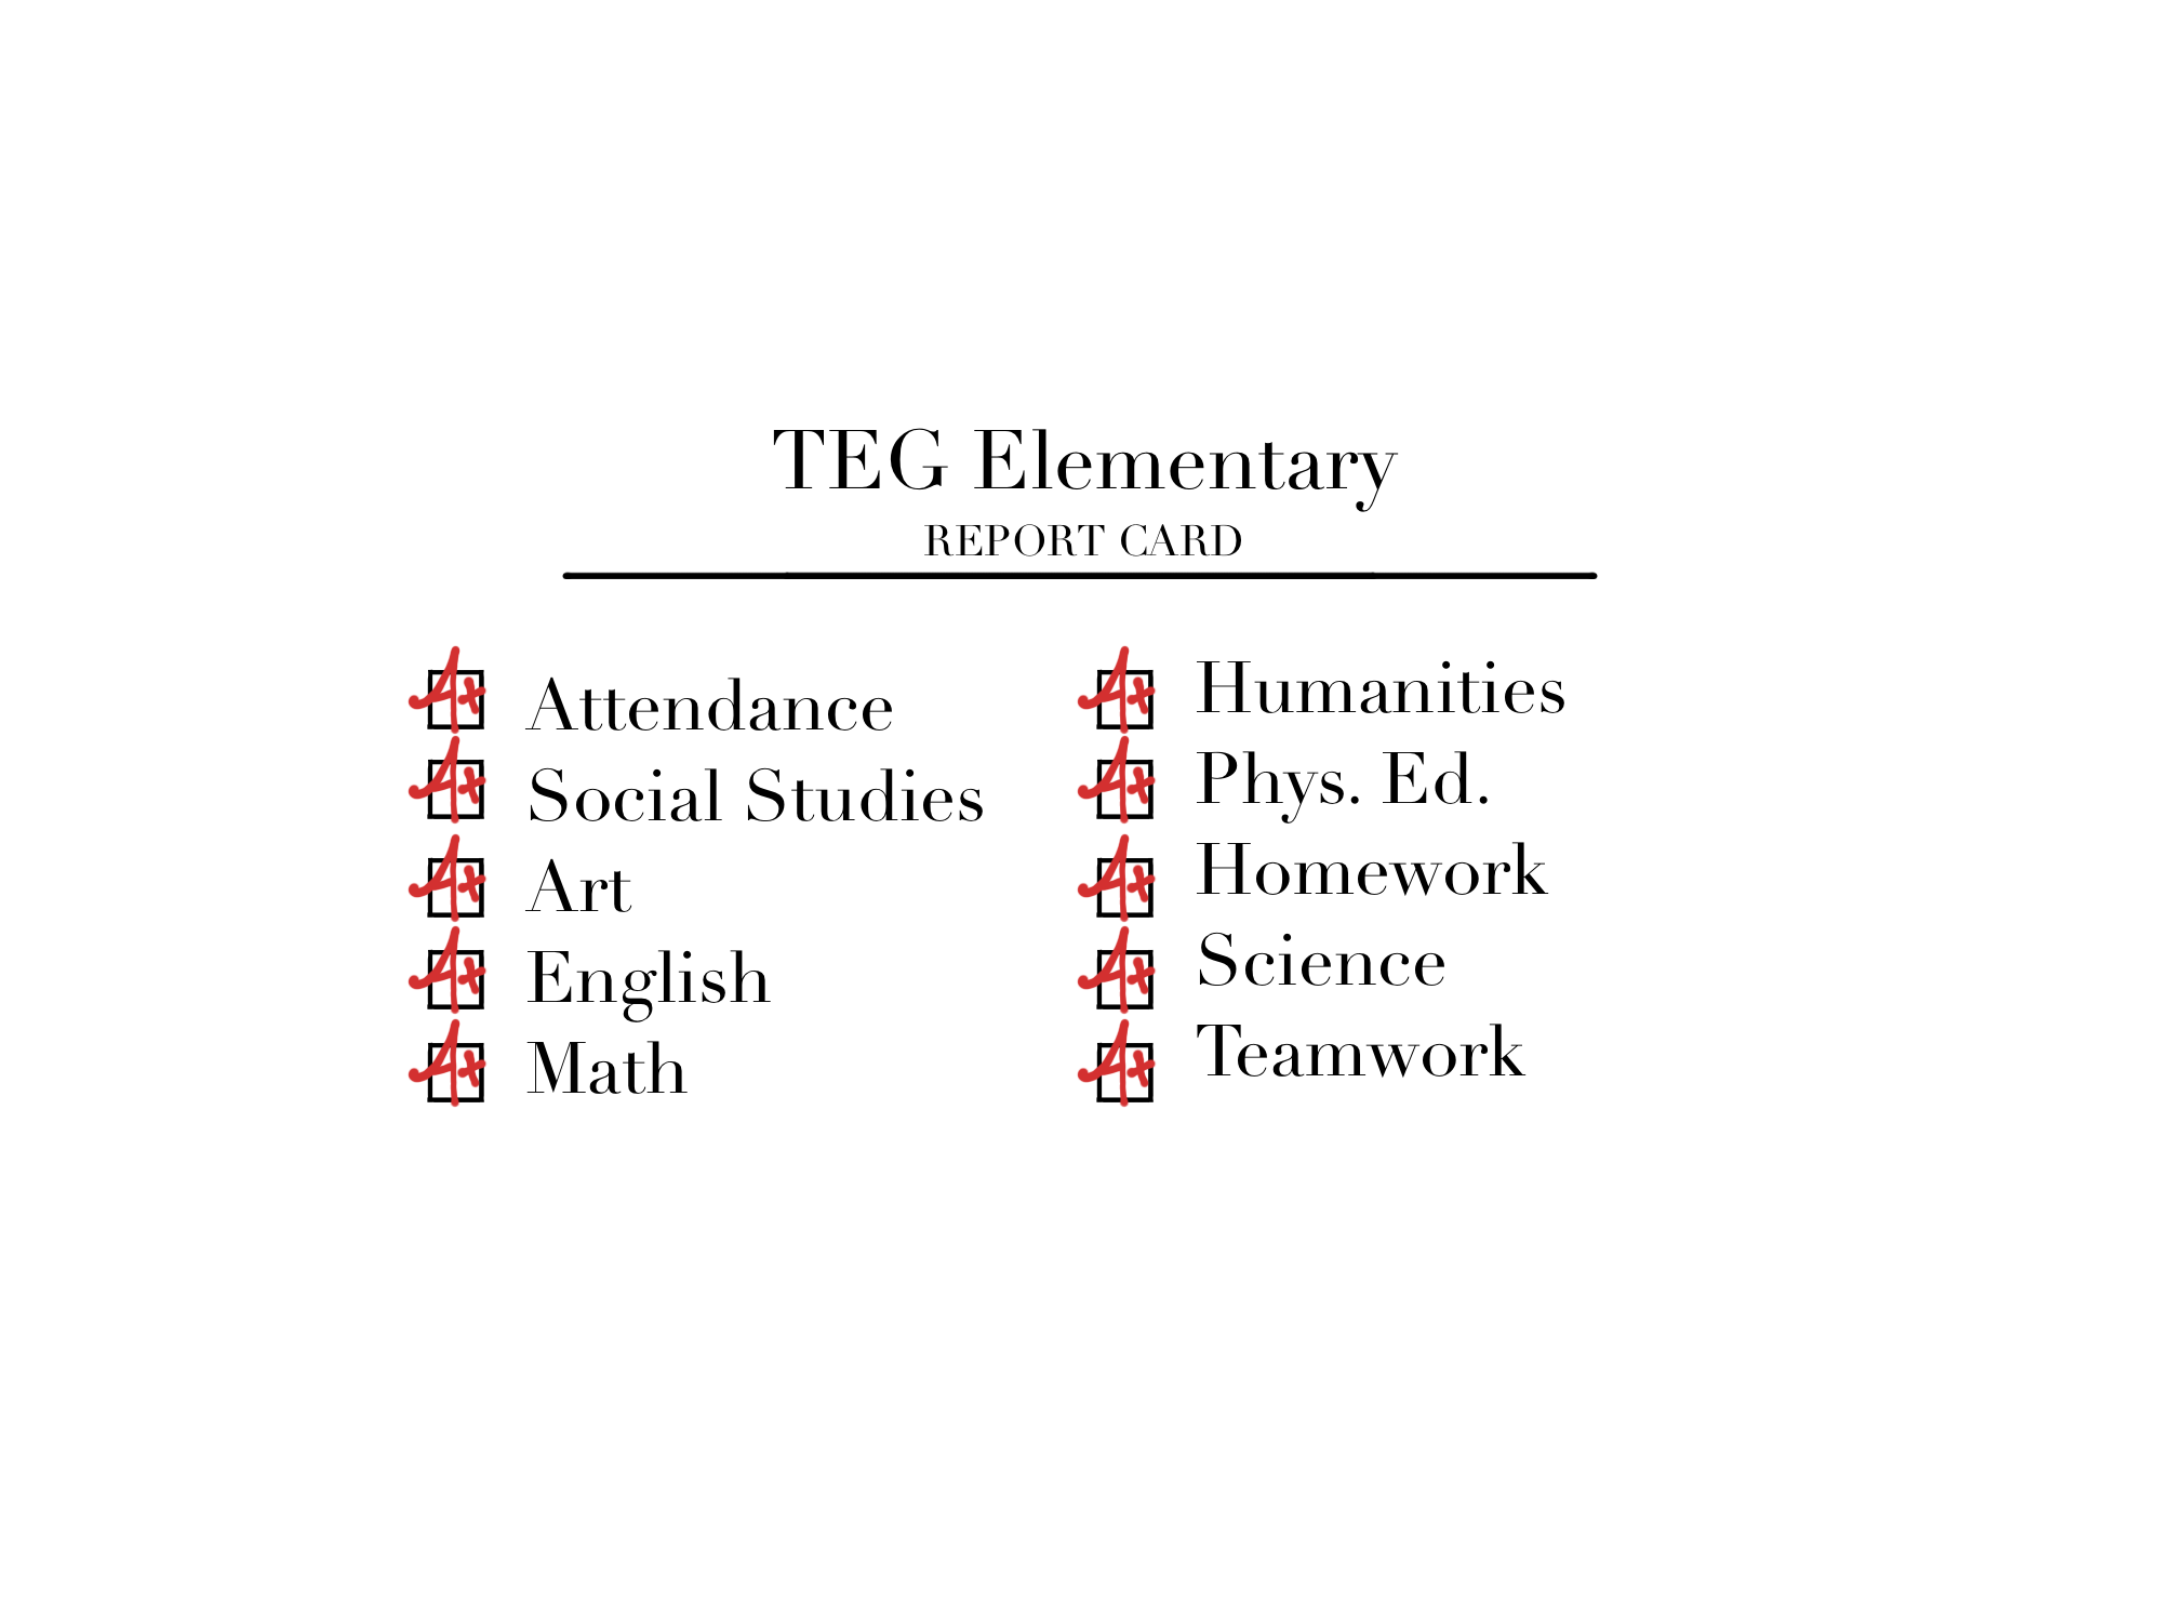 TEG Elementary
REPORT CARD
A+ Attendance
A+ Social Studies
A+ Art
A+ English
A+ Math
A+ Humanities
A+ Phys. Ed.
A+ Homework
A+ Science
A+ Teamwork